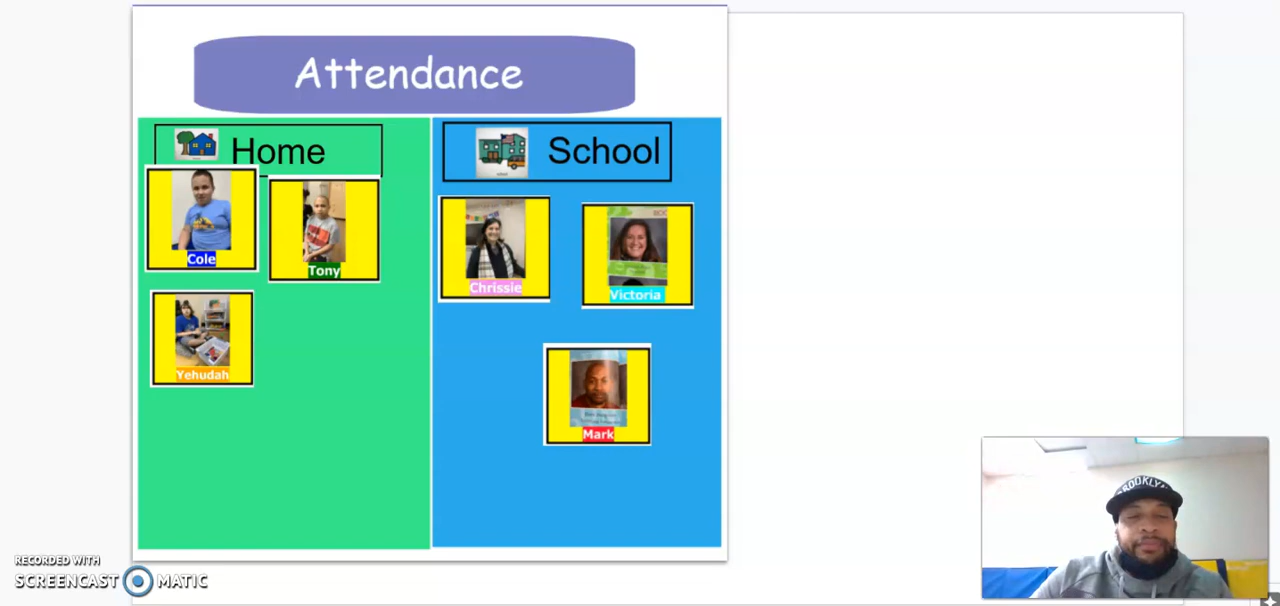 Attendance
Home
School
Cole
Tony
Chrissie
Victoria
Yehudah
Mark
BROOKLYN
RECORDED WITH
SCREENCAST MATIC